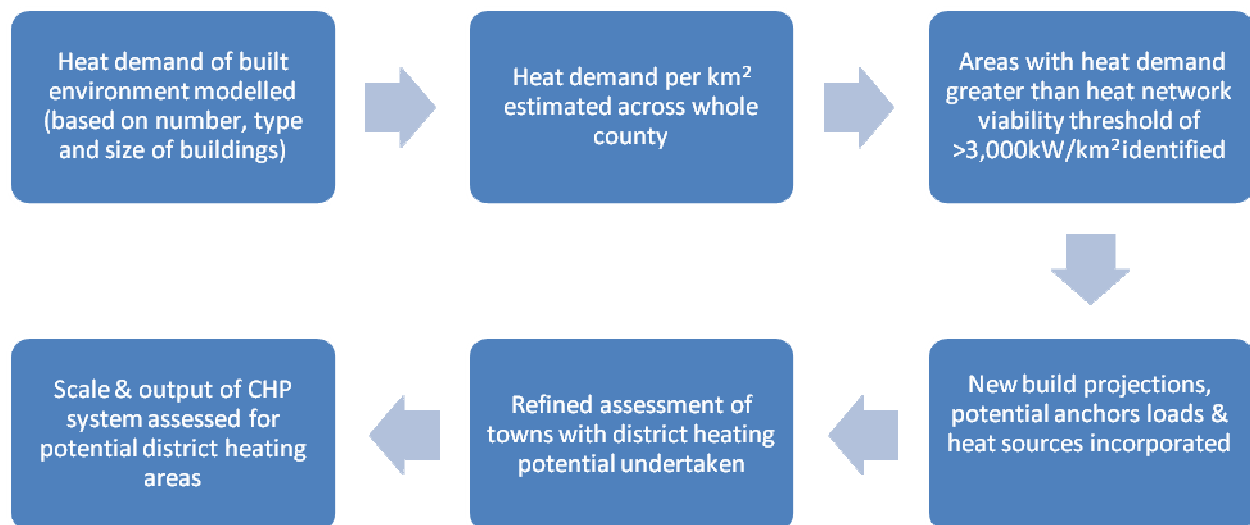 Heat demand of built
environment modelled
(based on number, type
and size of buildings)
Heat demand per km²
estimated across whole
county
Areas with heat demand
greater than heat network
viability threshold of
>3,000kW/km² identified
New build projections,
potential anchors loads &
heat sources incorporated
Refined assessment of
towns with district heating
potential undertaken
Scale & output of CHP
system assessed for
potential district heating
areas